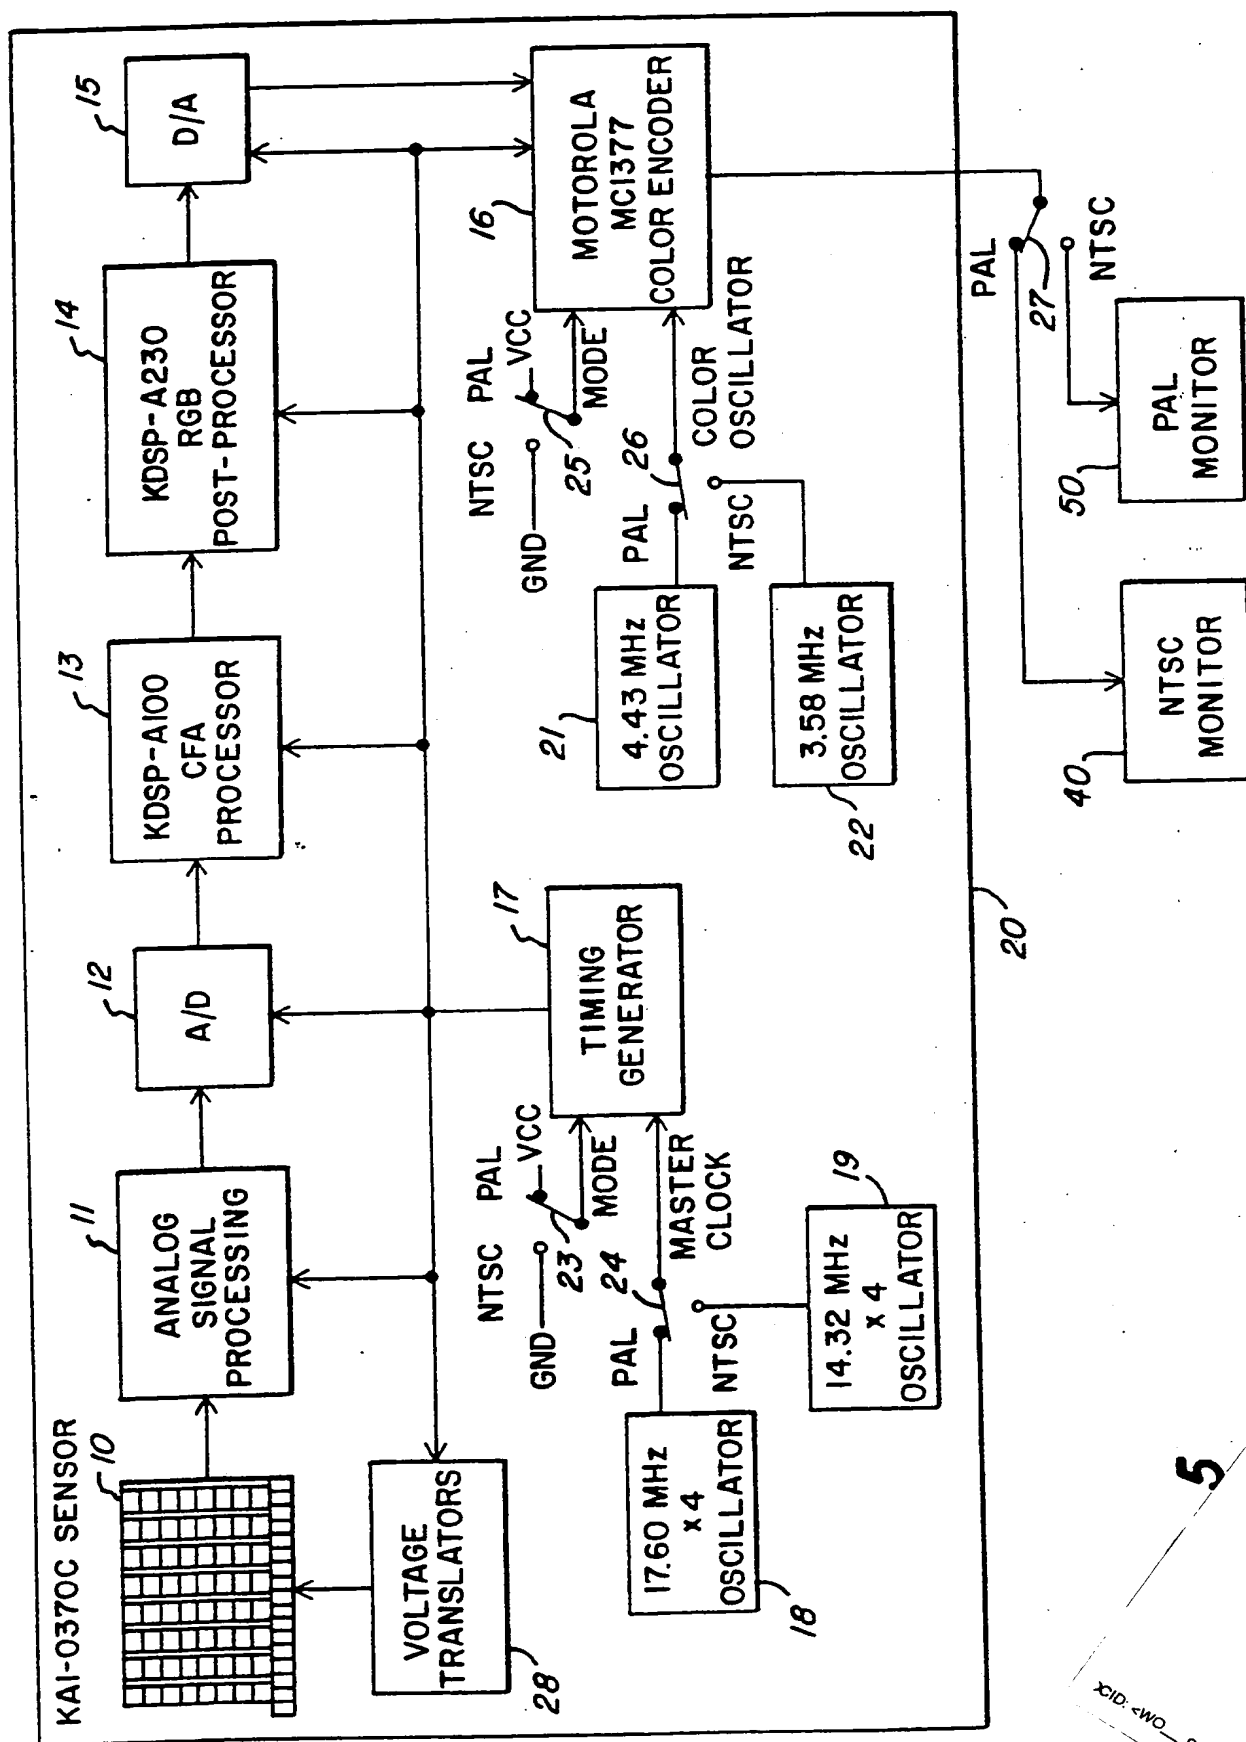 KAI-0370C SENSOR
10
11
ANALOG
SIGNAL
PROCESSING
12
A/D
13
KDSP-A100
CFA
PROCESSOR
14
KDSP-A230
RGB
POST-PROCESSOR
15
D/A
VOLTAGE
TRANSLATORS
28
NTSC PAL
GND
VCC
23
MODE
17
TIMING
GENERATOR
PAL
24
MASTER
CLOCK
NTSC
17.60 MHz
x4
OSCILLATOR
18
14.32 MHz
x 4
OSCILLATOR
19
NTSC PAL
GND
VCC
25
MODE
16
MOTOROLA
MC1377
COLOR ENCODER
PAL
26
COLOR
OSCILLATOR
NTSC
21
4.43 MHz
OSCILLATOR
3.58 MHz
OSCILLATOR
22
20
PAL
27
NTSC
40
NTSC
MONITOR
50
PAL
MONITOR
5
XCID: <WO